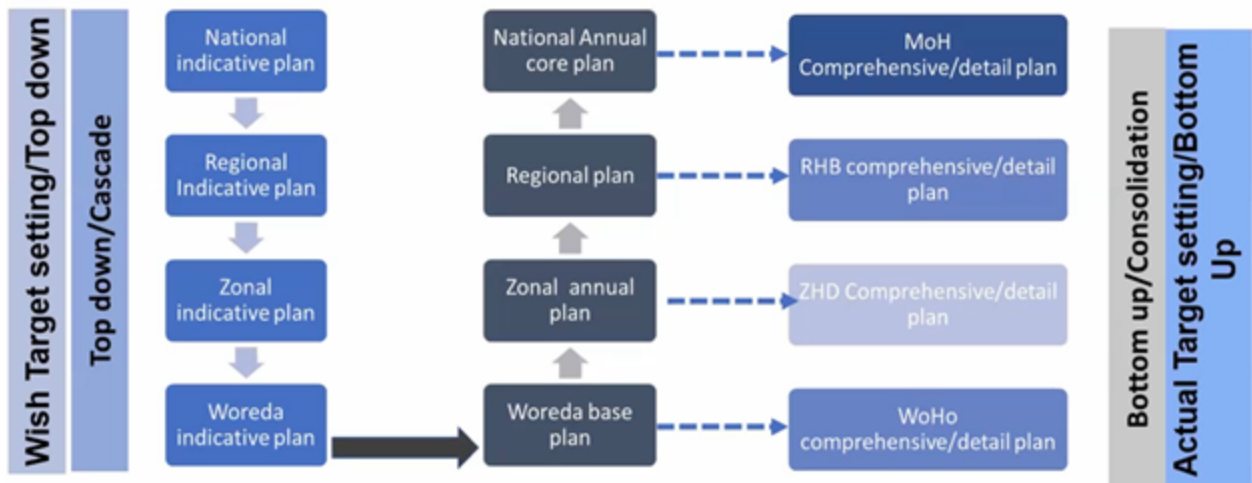 Wish Target setting/Top down
Top down/Cascade
National
indicative plan
Regional
Indicative plan
Zonal
indicative plan
Woreda
indicative plan
National Annual
core plan
Regional plan
Zonal annual
plan
Woreda base
plan
MoH
Comprehensive/detail plan
RHB comprehensive/detail
plan
ZHD Comprehensive/detail
plan
WoHo
comprehensive/detail plan
Bottom up/Consolidation
Actual Target setting/Bottom
Up